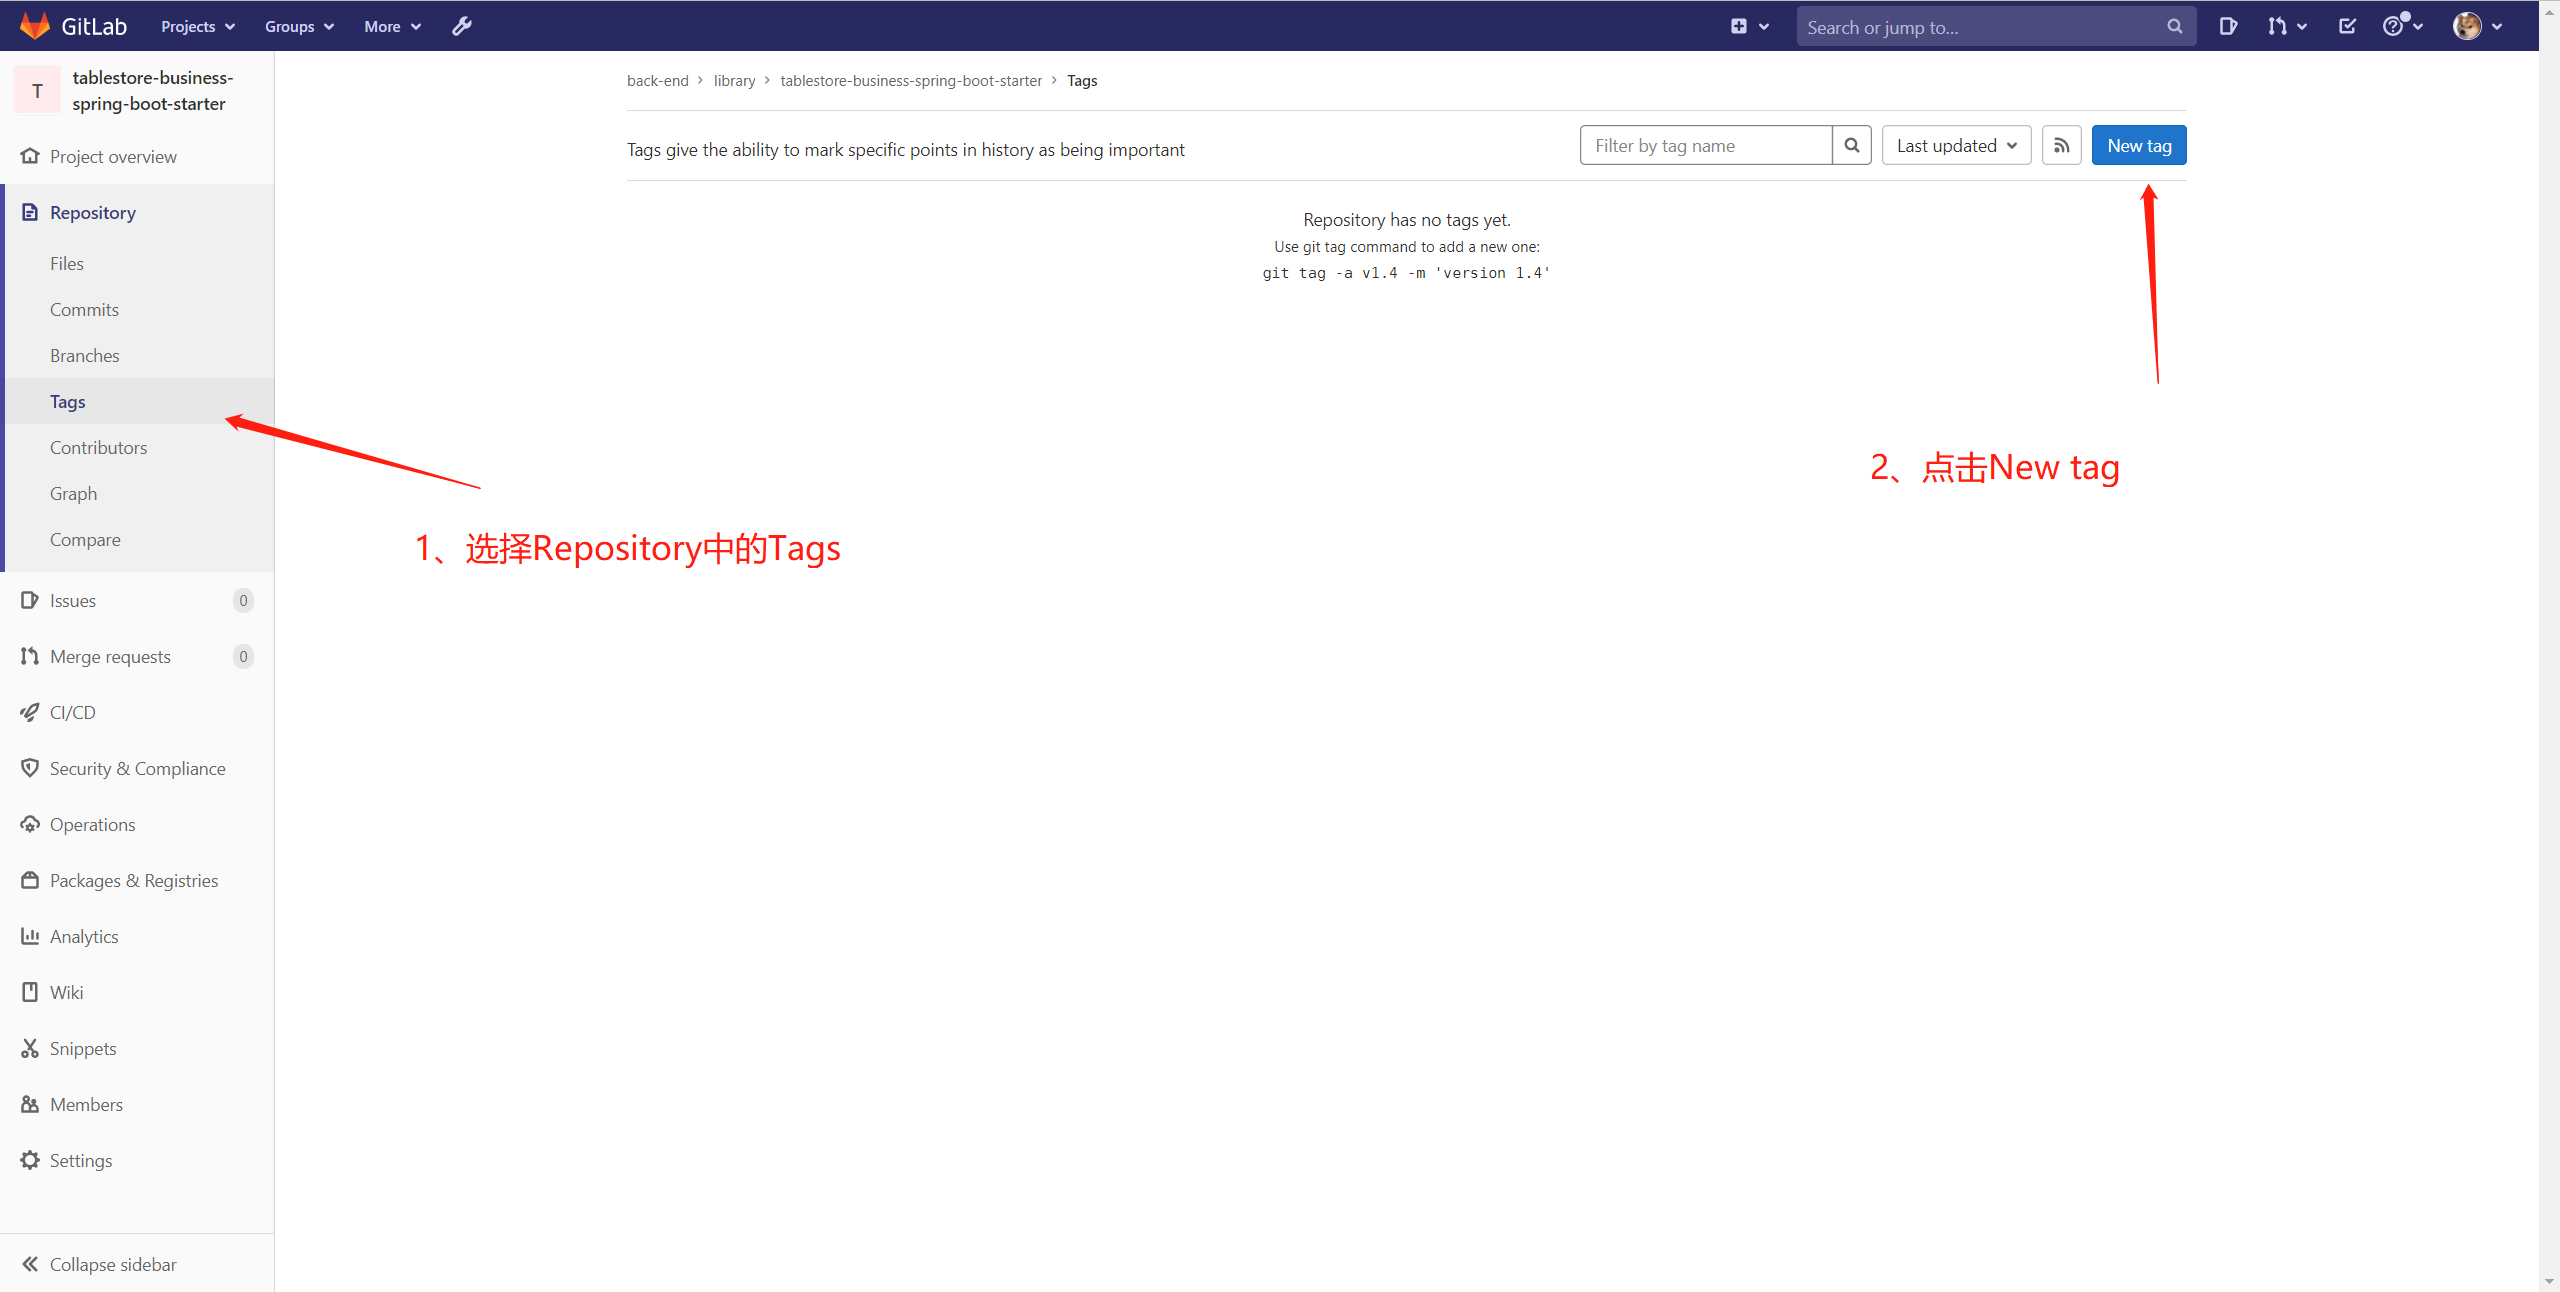 GitLab Projects Groups More Search or jump to...
T tablestore-business-
spring-boot-starter
Project overview
Repository
Files
Commits
Branches
Tags
Contributors
Graph
Compare
Issues 0
Merge requests 0
CI/CD
Security & Compliance
Operations
Packages & Registries
Analytics
Wiki
Snippets
Members
Settings
Collapse sidebar
back-end › library › tablestore-business-spring-boot-starter › Tags
Tags give the ability to mark specific points in history as being important Filter by tag name Last updated New tag
Repository has no tags yet.
Use git tag command to add a new one:
git tag -a v1.4 -m 'version 1.4'
2、点击New tag
1、选择Repository中的Tags